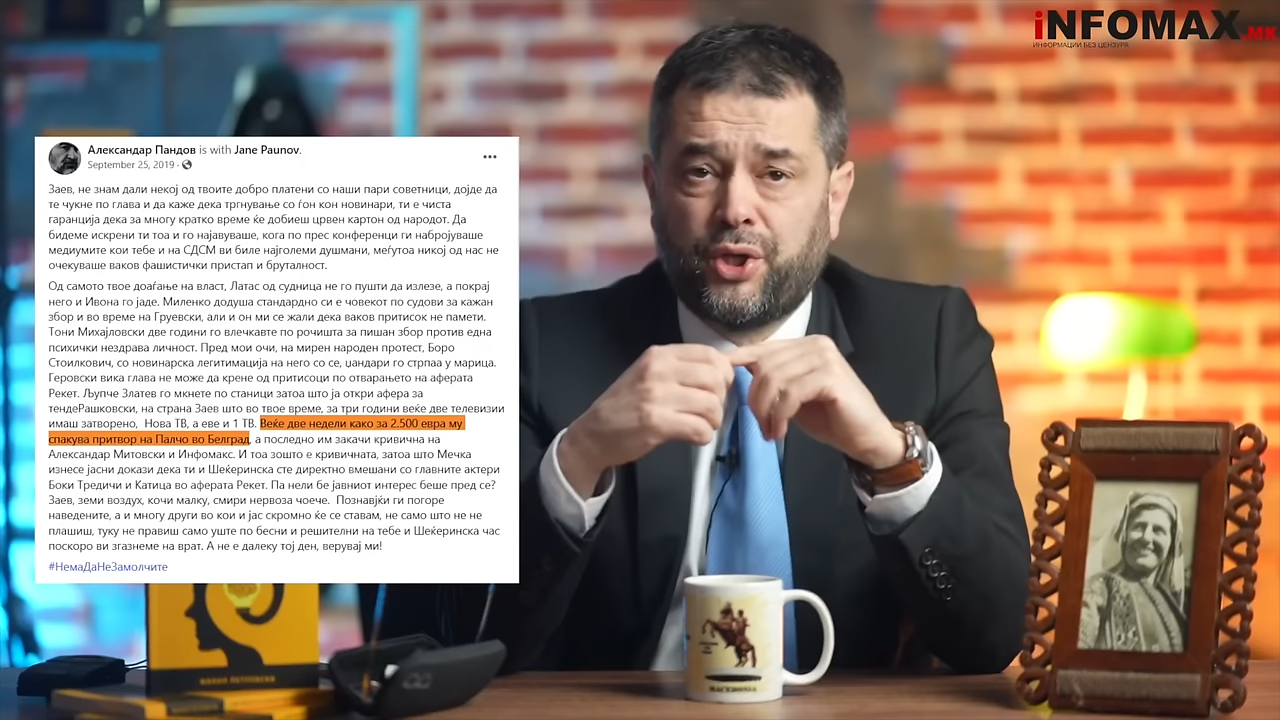 iNFOMAX.МК
ИНФОРМАЦИИ БЕЗ ЦЕНЗУРА
Александар Пандов is with Jane Paunov.
September 25, 2019
Заев, не знам дали некој од твоите добро платени со наши пари советници, дојде да
те чукне по глава и да каже дека тргнување со ѓон кон новинари, ти е чиста
гаранција дека за многу кратко време ќе добиеш црвен картон од народот. Да
бидеме искрени ти тоа и го најавуваше, кога по прес конференци ги набројуваше
медиумите кои тебе и на СДСМ ви биле најголеми душмани, меѓутоа никој од нас не
очекуваше ваков фашистички пристап и бруталност.
Од самото твое доаѓање на власт, Латас од судница не го пушти да излезе, а покрај
него и Ивона го јаде. Миленко додуша стандардно си е човекот по судови за кажан
збор и во време на Груевски, али и он ми се жали дека ваков притисок не памети.
Тони Михајловски две години го влечкавте по рочишта за пишан збор против една
психички нездрава личност. Пред мои очи, на мирен народен протест, Боро
Стоилкович, со новинарска легитимација на него со се, џандари го стрпаа у марица.
Геровски вика глава не може да крене од притисоци по отварањето на аферата
Рекет. Љупче Златев го мкнете по станици затоа што ја откри афера за
тендеРашковски, на страна Заев што во твое време, за три години веќе две телевизии
имаш затворено, Нова ТВ, а еве и 1 ТВ. Веќе две недели како за 2.500 евра му
спакува притвор на Палчо во Белград, а последно им закачи кривична на
Александар Митовски и Инфомакс. И тоа зошто е кривичната, затоа што Мечка
изнесе јасни докази дека ти и Шеќеринска сте директно вмешани со главните актери
Боки Тредичи и Катица во аферата Рекет. Па нели бе јавниот интерес беше пред се?
Заев, земи воздух, кочи малку, смири нервоза чоече. Познавјќи ги погоре
наведените, а и многу други во кои и јас скромно ќе се ставам, не само што не не
плашиш, туку не правиш само уште по бесни и решителни на тебе и Шеќеринска час
поскоро ви згазнеме на врат. А не е далеку тој ден, верувај ми!
#НемаДаНеЗамолчите
MACEDONIA